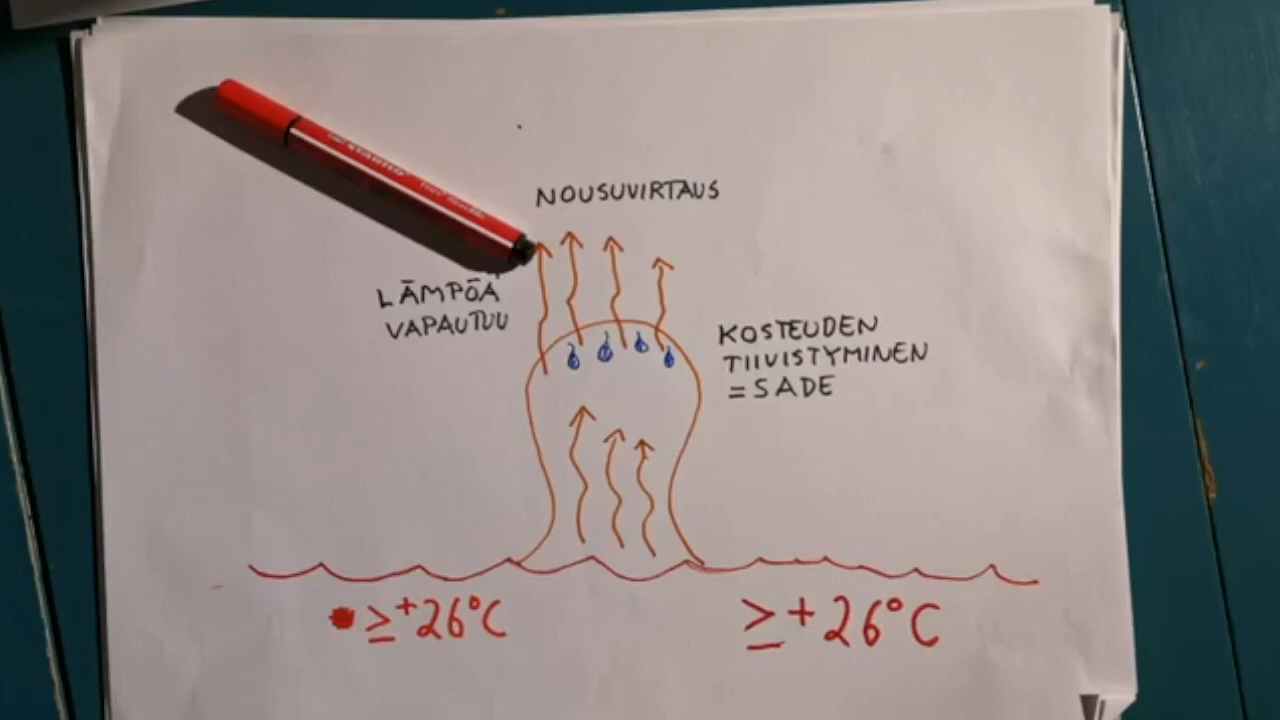 NOUSUVIRTAUS
LÄMPÖÄ
VAPAUTUU
KOSTEUDEN
TIIVISTYMINEN
= SADE
≥ +26°C
≥ +26°C